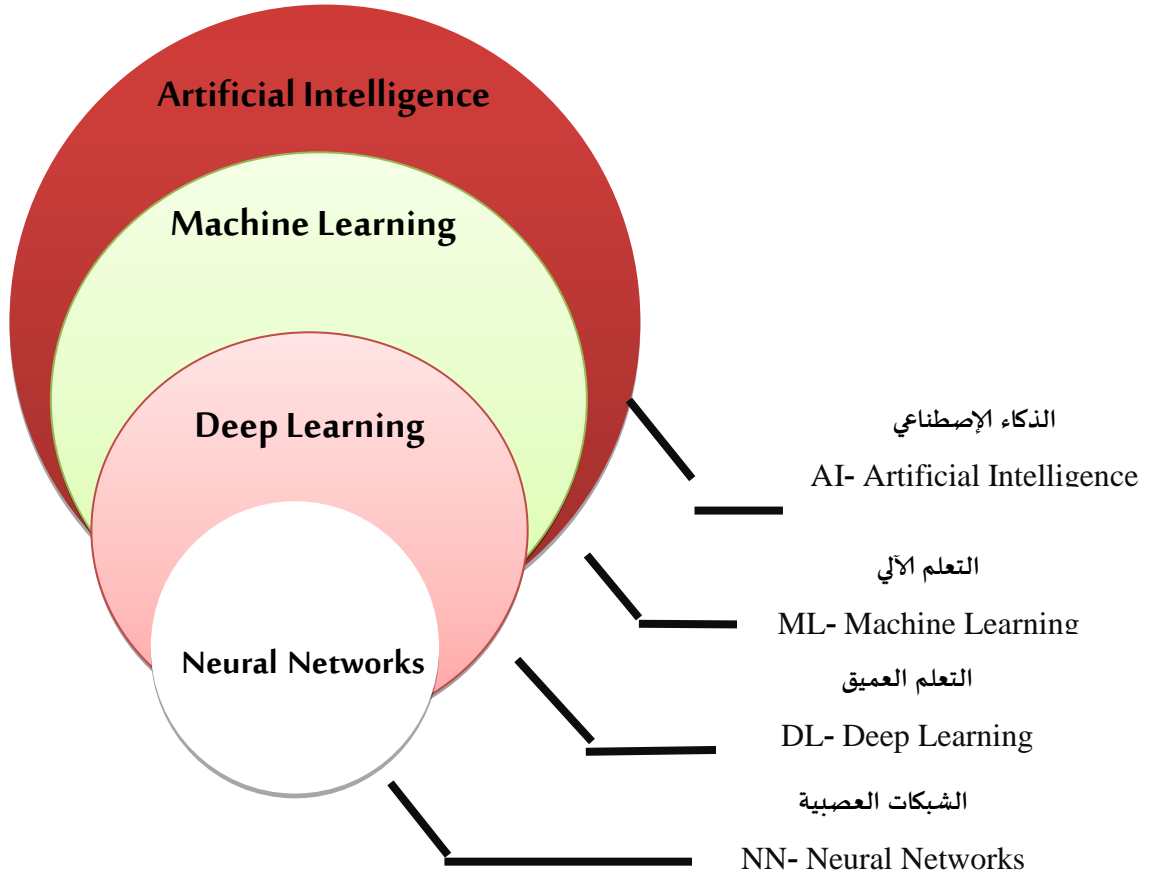 Artificial Intelligence
Machine Learning
Deep Learning
Neural Networks
الذكاء الإصطناعي
AI- Artificial Intelligence
التعلم الآلي
ML- Machine Learning
التعلم العميق
DL- Deep Learning
الشبكات العصبية
NN- Neural Networks